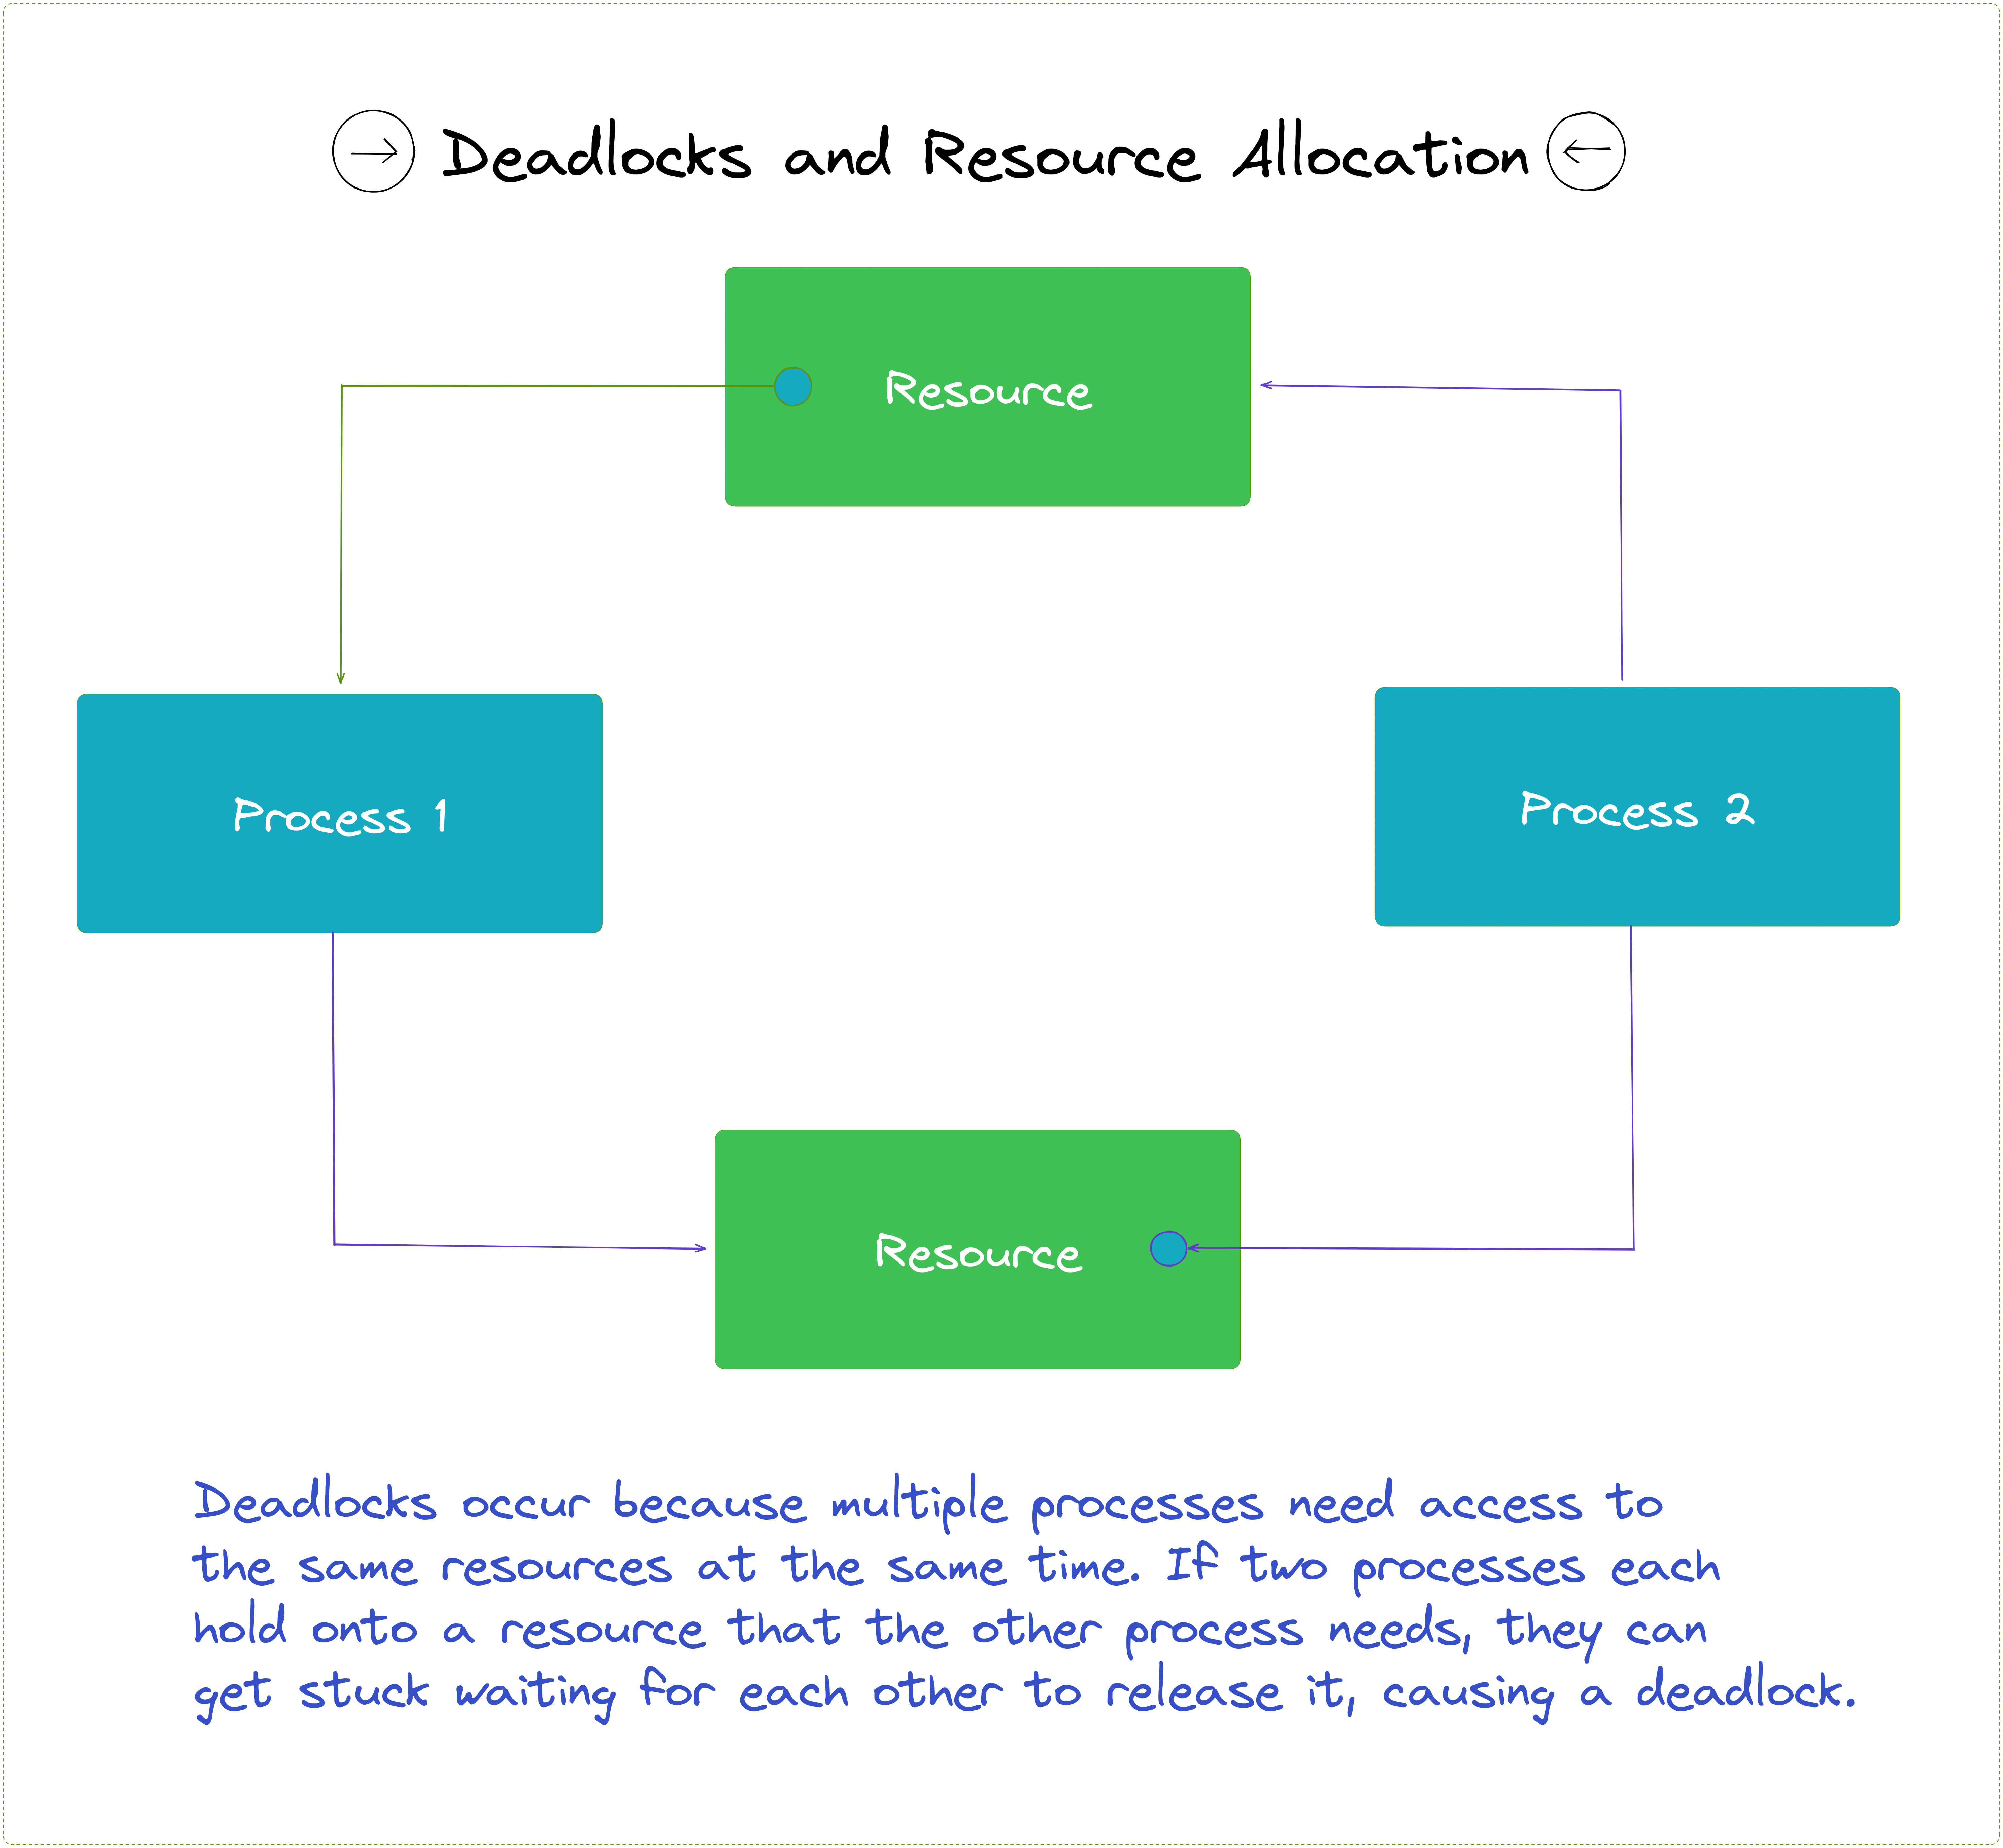 Deadlocks and Resource Allocation
Resource
Process 1
Process 2
Resource
Deadlocks occur because multiple processes need access to
the same resources at the same time. If two processes each
hold onto a resource that the other process needs, they can
get stuck waiting for each other to release it, causing a deadlock.